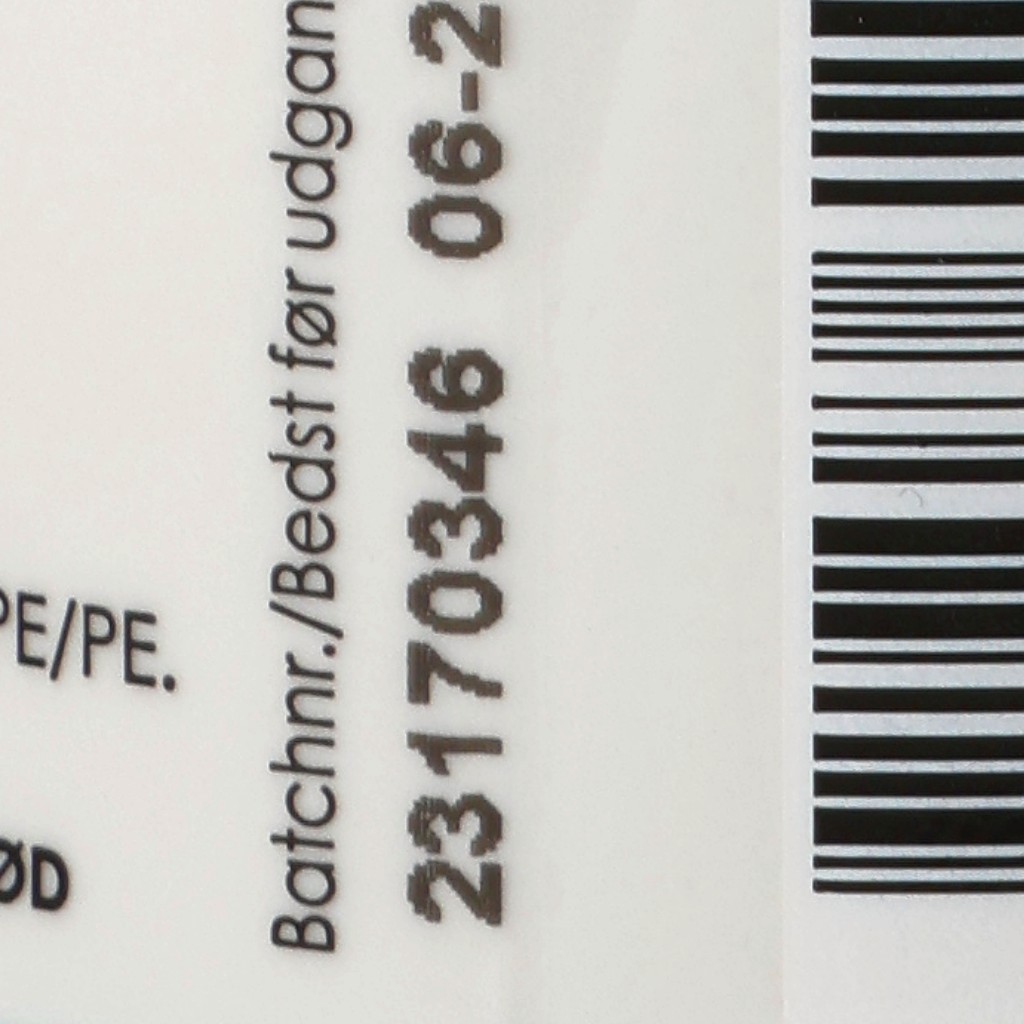 Batchnr./Bedst før udgan
23170346 06-2
PE/PE.
ØD